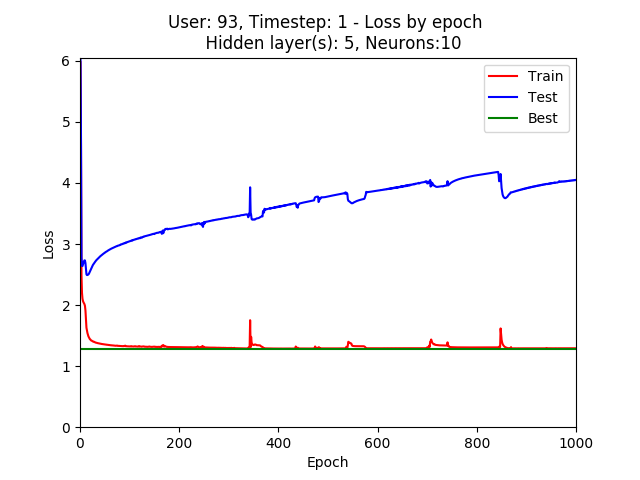 User: 93, Timestep: 1 - Loss by epoch
Hidden layer(s): 5, Neurons:10
6
5
4
3
2
1
0
Loss
Train
Test
Best
0 200 400 600 800 1000
Epoch